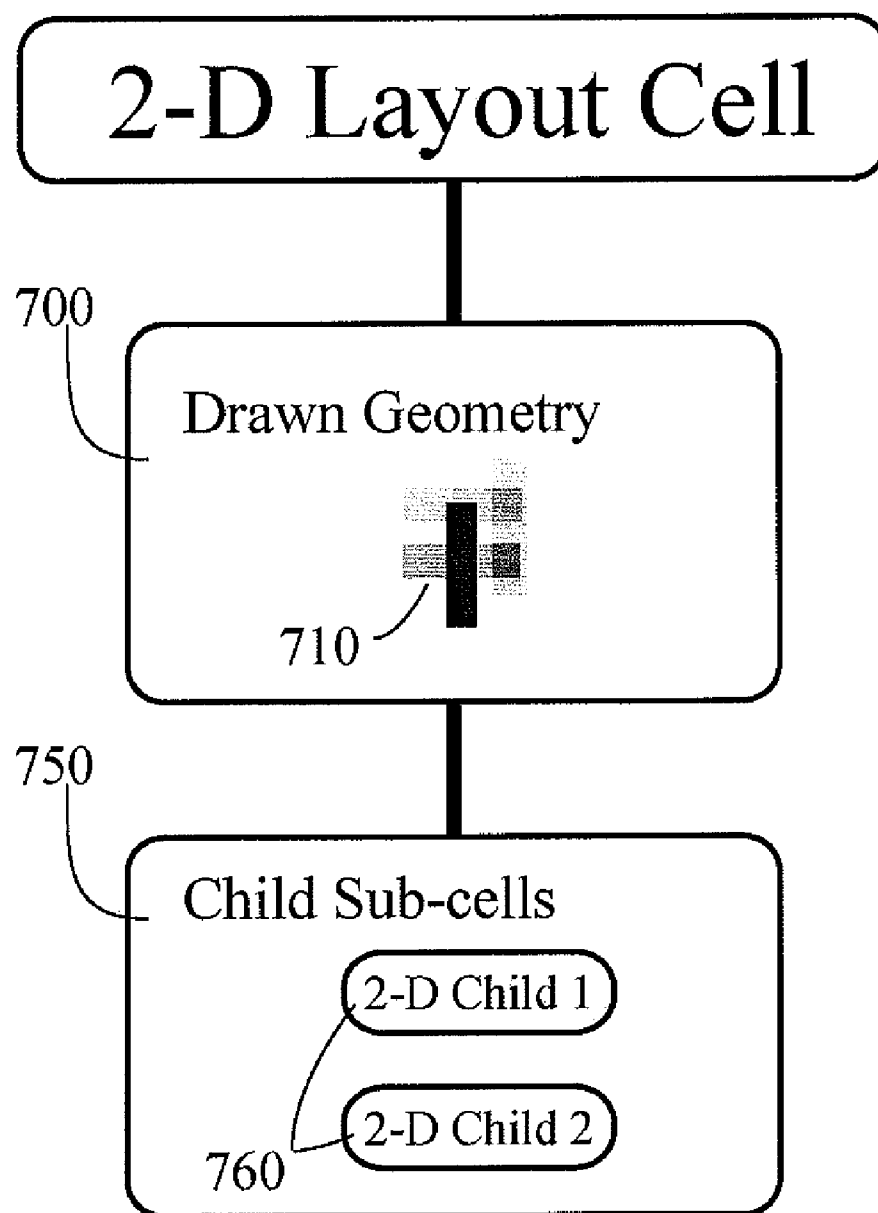 2-D Layout Cell
700
Drawn Geometry
710
750
Child Sub-cells
2-D Child 1
2-D Child 2
760